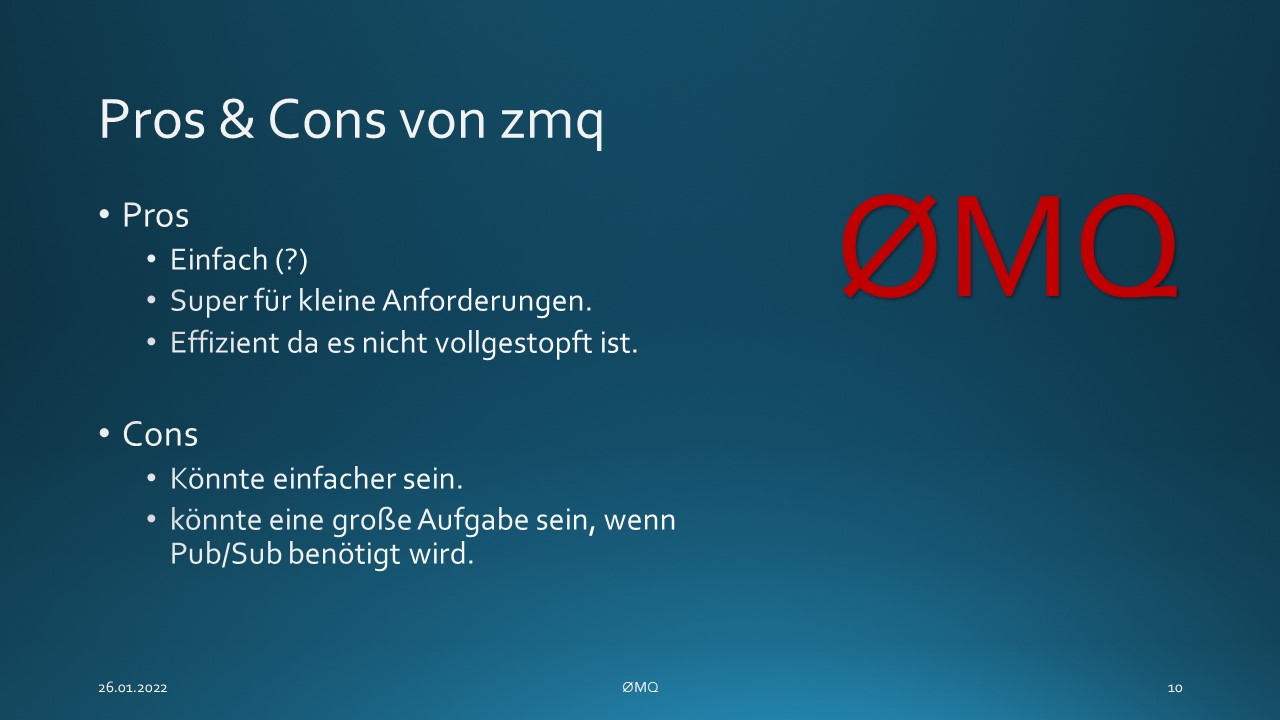 Pros & Cons von zmq
ØMQ
• Pros
• Einfach (?)
• Super für kleine Anforderungen.
• Effizient da es nicht vollgestopft ist.
• Cons
• Könnte einfacher sein.
• könnte eine große Aufgabe sein, wenn
Pub/Sub benötigt wird.
26.01.2022
ØMQ
10